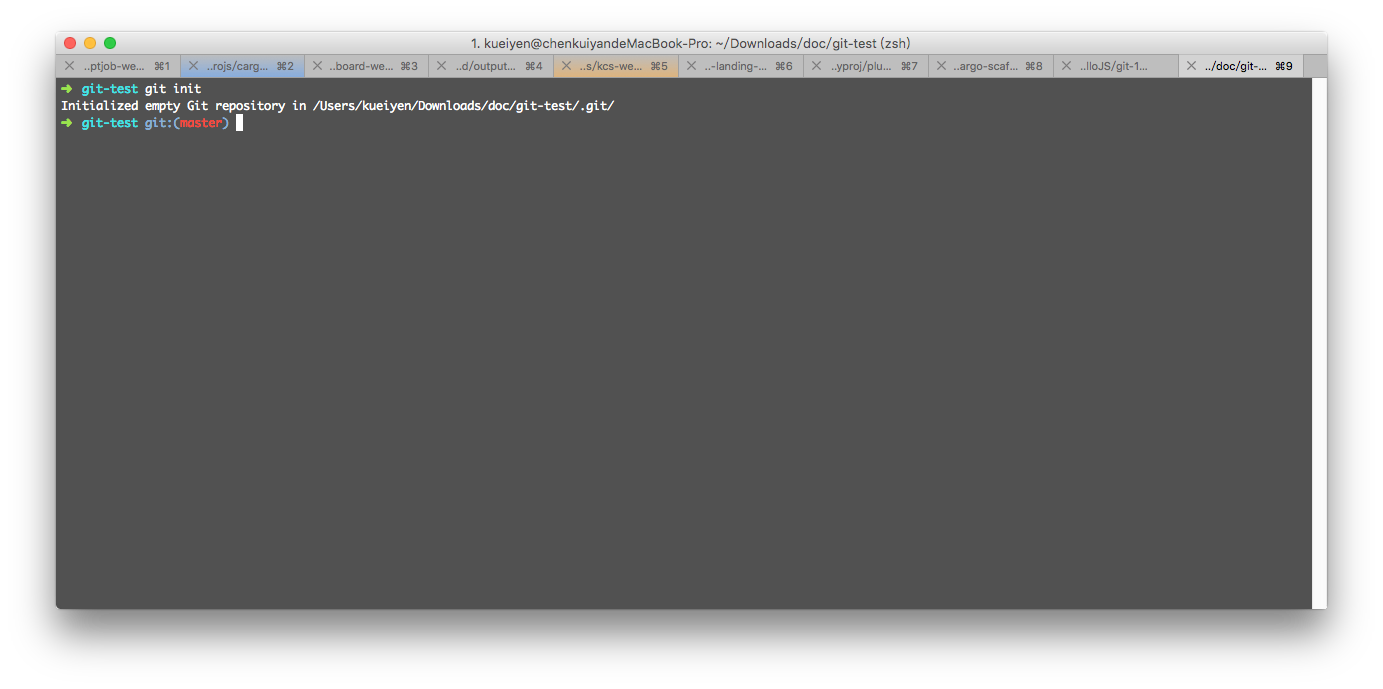 1. kueiyen@chenkuiyandeMacBook-Pro: ~/Downloads/doc/git-test (zsh)
..ptjob-we... ⌘1 ..rojs/carg... ⌘2 ..board-we... ⌘3 ..d/output... ⌘4 ..s/kcs-we... ⌘5 ..-landing-... ⌘6 ..yproj/plu... ⌘7 ..argo-scaf... ⌘8 ..lloJS/git-1... ../doc/git-... ⌘9
➜ git-test git init
Initialized empty Git repository in /Users/kueiyen/Downloads/doc/git-test/.git/
➜ git-test git:(master)